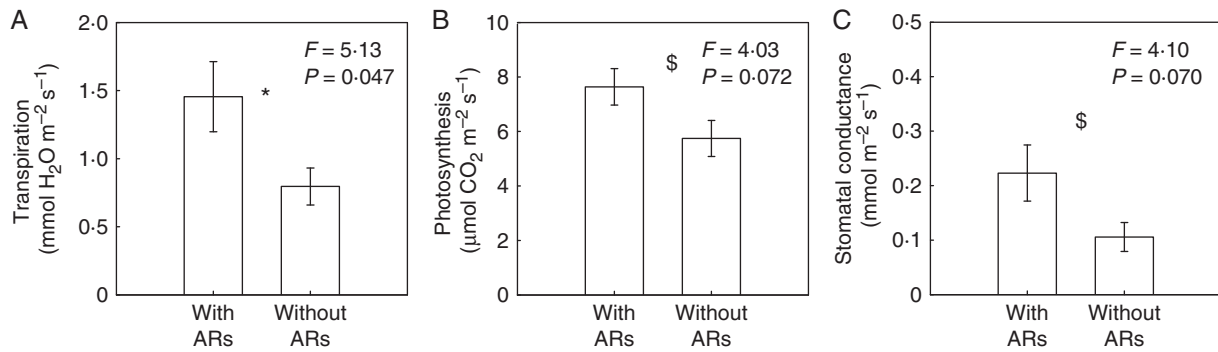 A
Transpiration
(mmol H₂O m⁻² s⁻¹)
2·0
1·5
1·0
0·5
0
F = 5·13
P = 0·047
*
With
ARs
Without
ARs
B
Photosynthesis
(μmol CO₂ m⁻² s⁻¹)
10
8
6
4
2
0
F = 4·03
P = 0·072
$
With
ARs
Without
ARs
C
Stomatal conductance
(mmol m⁻² s⁻¹)
0·5
0·4
0·3
0·2
0·1
0
F = 4·10
P = 0·070
$
With
ARs
Without
ARs